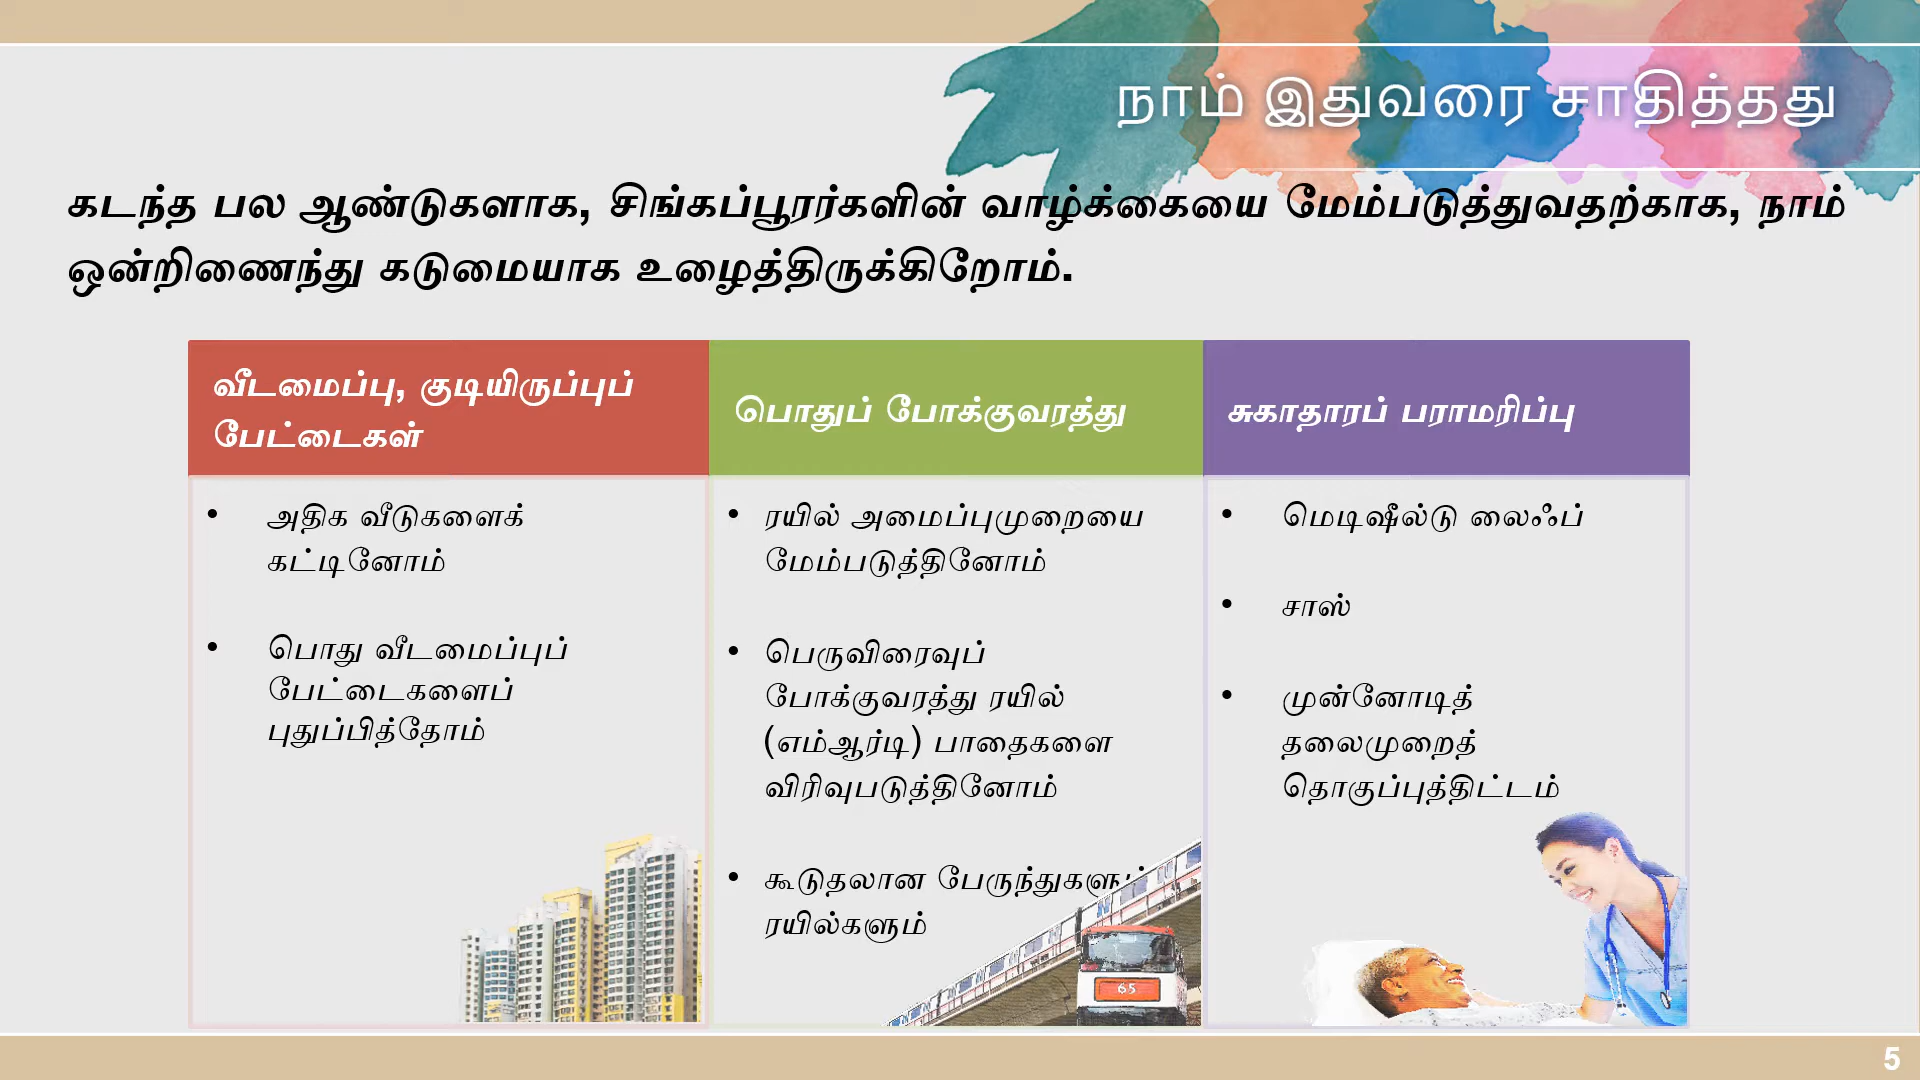 நாம் இதுவரை சாதித்தது
கடந்த பல ஆண்டுகளாக, சிங்கப்பூரர்களின் வாழ்க்கையை மேம்படுத்துவதற்காக, நாம்
ஒன்றிணைந்து கடுமையாக உழைத்திருக்கிறோம்.
வீடமைப்பு, குடியிருப்புப்
பேட்டைகள்
• அதிக வீடுகளைக்
கட்டினோம்
• பொது வீடமைப்புப்
பேட்டைகளைப்
புதுப்பித்தோம்
பொதுப் போக்குவரத்து
• ரயில் அமைப்புமுறையை
மேம்படுத்தினோம்
• பெருவிரைவுப்
போக்குவரத்து ரயில்
(எம்ஆர்டி) பாதைகளை
விரிவுபடுத்தினோம்
• கூடுதலான பேருந்துகளும்
ரயில்களும்
65
சுகாதாரப் பராமரிப்பு
• மெடிஷீல்டு லைஃப்
• சாஸ்
• முன்னோடித்
தலைமுறைத்
தொகுப்புத்திட்டம்
5